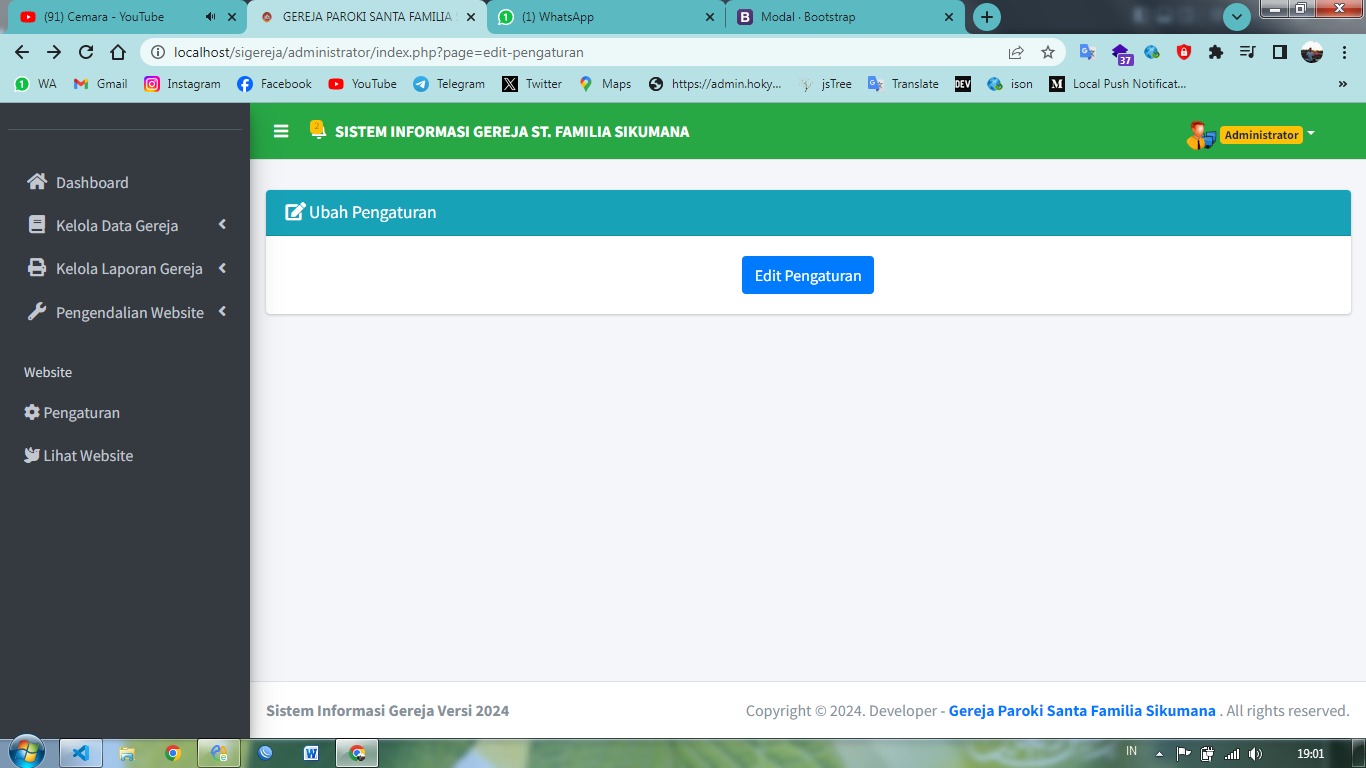 (91) Cemara - YouTube
GEREJA PAROKI SANTA FAMILIA
(1) WhatsApp
Modal · Bootstrap
localhost/sigereja/administrator/index.php?page=edit-pengaturan
37
1 WA
Gmail
Instagram
Facebook
YouTube
Telegram
Twitter
Maps
https://admin.hoky...
jsTree
Translate
DEV
ison
Local Push Notificat...
2
SISTEM INFORMASI GEREJA ST. FAMILIA SIKUMANA
Administrator
Dashboard
Kelola Data Gereja
Kelola Laporan Gereja
Pengendalian Website
Website
Pengaturan
Lihat Website
Ubah Pengaturan
Edit Pengaturan
Sistem Informasi Gereja Versi 2024
Copyright © 2024. Developer - Gereja Paroki Santa Familia Sikumana . All rights reserved.
IN
19:01